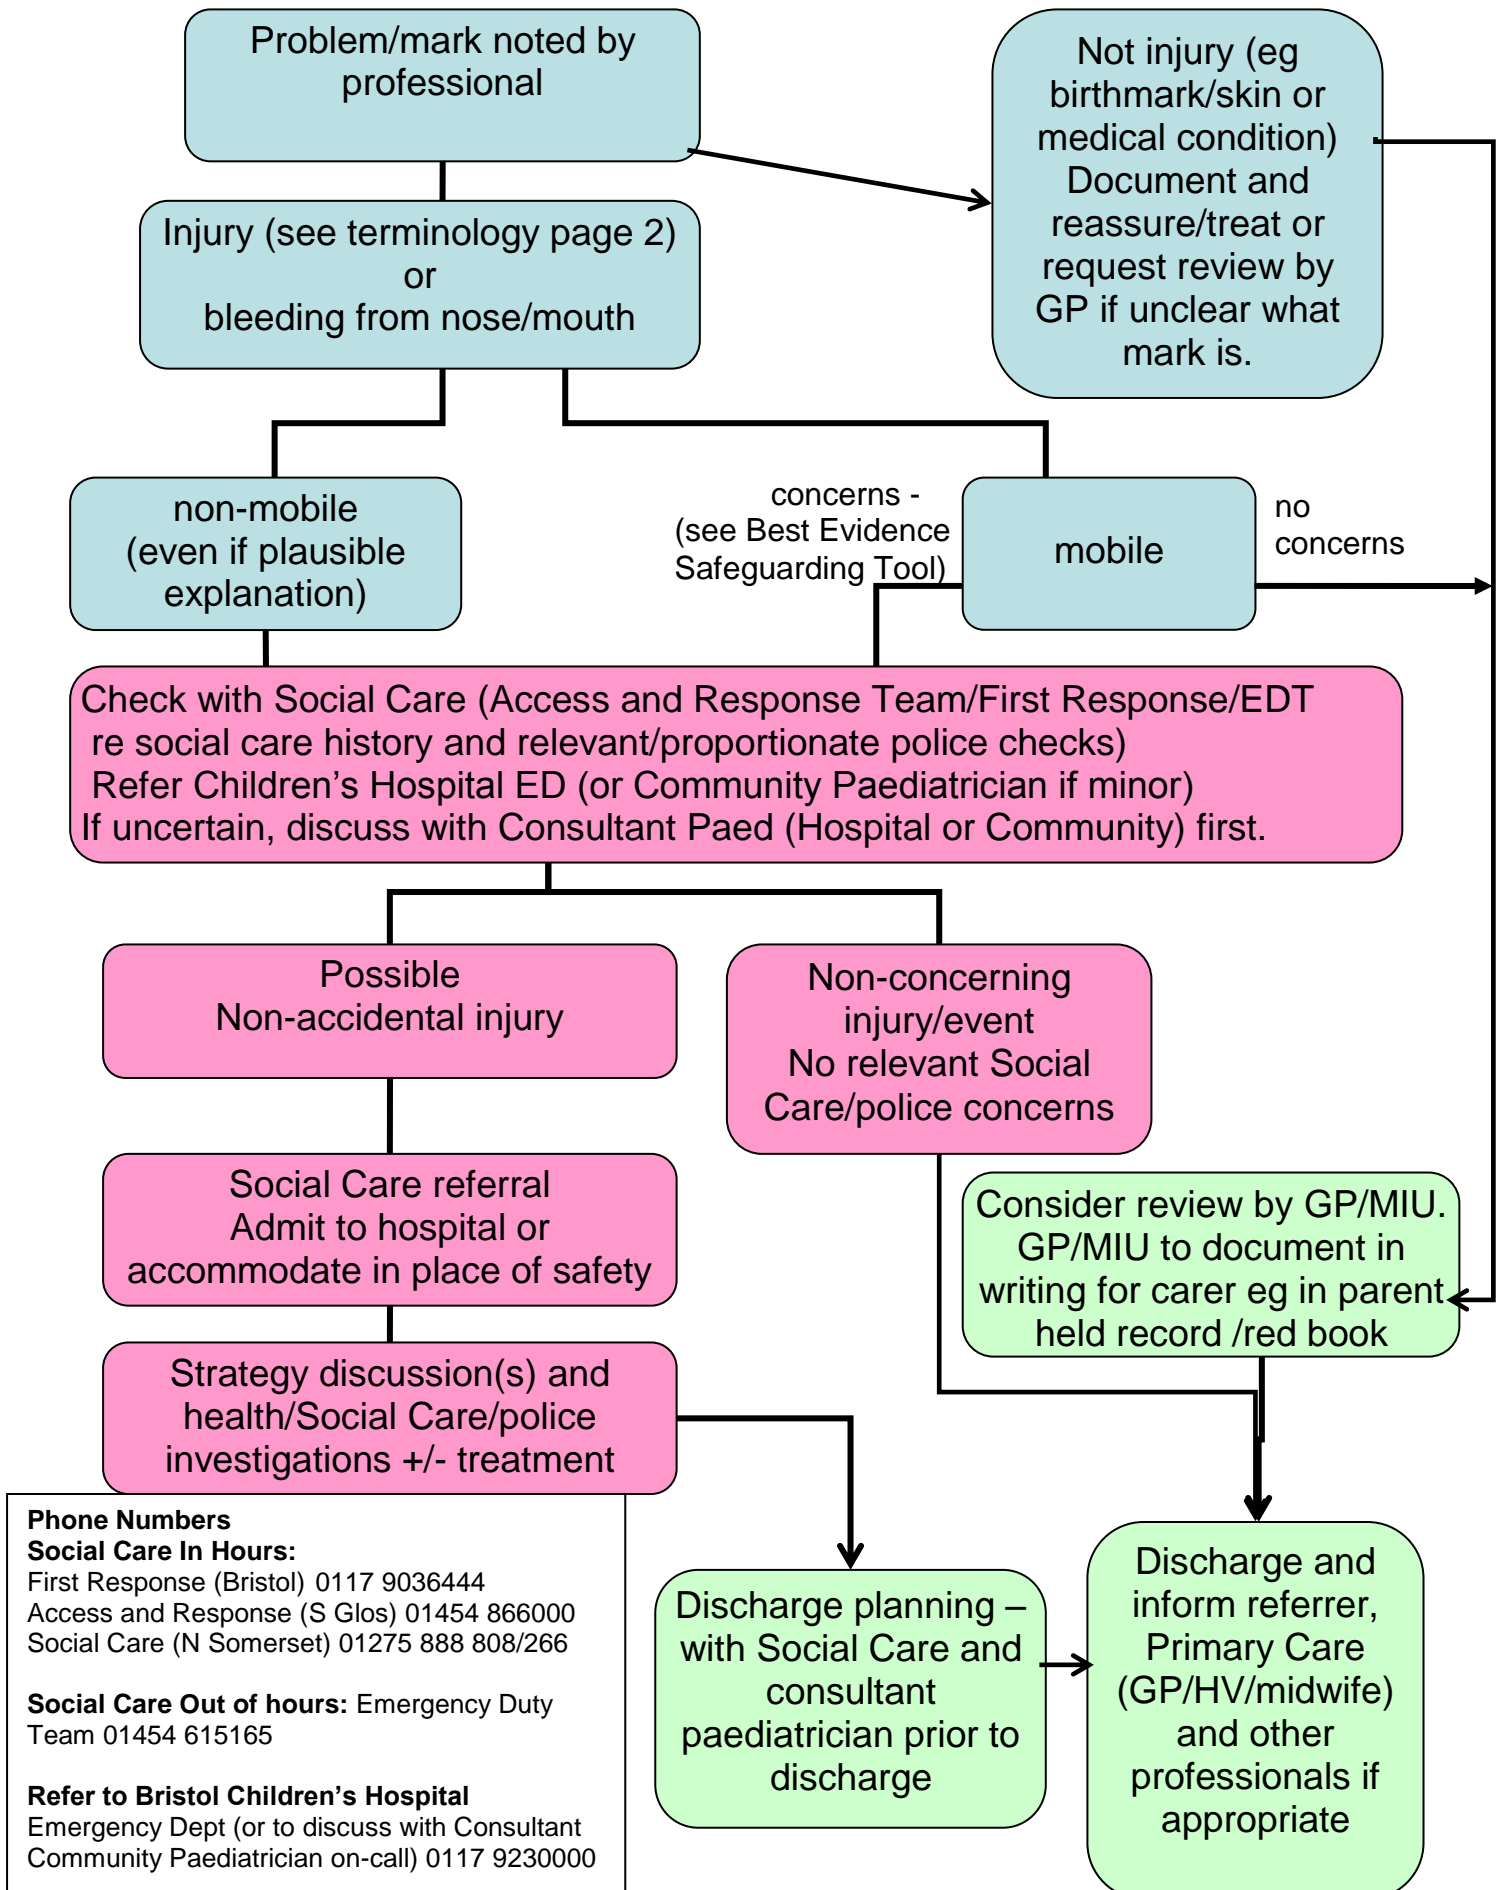 Problem/mark noted by
professional
Not injury (eg
birthmark/skin or
medical condition)
Document and
reassure/treat or
request review by
GP if unclear what
mark is.
Injury (see terminology page 2)
or
bleeding from nose/mouth
non-mobile
(even if plausible
explanation)
concerns -
(see Best Evidence
Safeguarding Tool)
mobile
no
concerns
Check with Social Care (Access and Response Team/First Response/EDT
re social care history and relevant/proportionate police checks)
Refer Children’s Hospital ED (or Community Paediatrician if minor)
If uncertain, discuss with Consultant Paed (Hospital or Community) first.
Possible
Non-accidental injury
Non-concerning
injury/event
No relevant Social
Care/police concerns
Social Care referral
Admit to hospital or
accommodate in place of safety
Consider review by GP/MIU.
GP/MIU to document in
writing for carer eg in parent
held record /red book
Strategy discussion(s) and
health/Social Care/police
investigations +/- treatment
Phone Numbers
Social Care In Hours:
First Response (Bristol) 0117 9036444
Access and Response (S Glos) 01454 866000
Social Care (N Somerset) 01275 888 808/266
Social Care Out of hours: Emergency Duty
Team 01454 615165
Refer to Bristol Children’s Hospital
Emergency Dept (or to discuss with Consultant
Community Paediatrician on-call) 0117 9230000
Discharge planning –
with Social Care and
consultant
paediatrician prior to
discharge
Discharge and
inform referrer,
Primary Care
(GP/HV/midwife)
and other
professionals if
appropriate